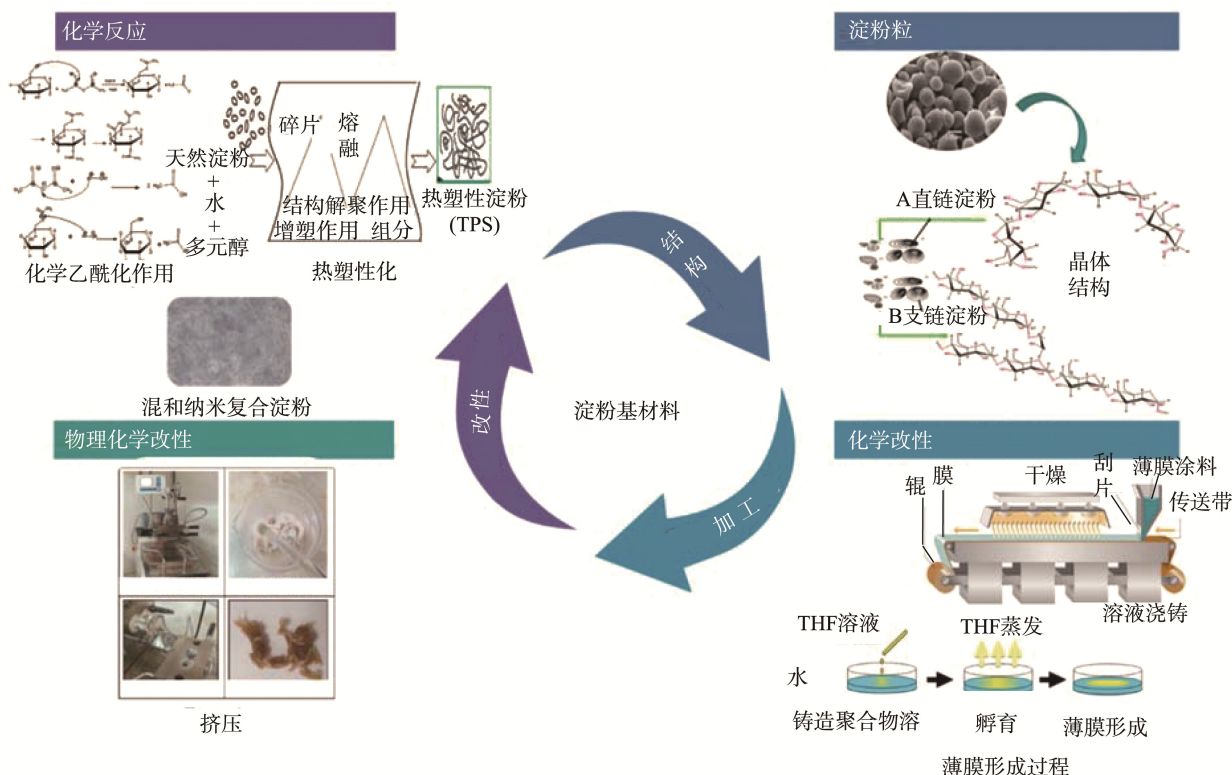 化学反应
碎片
熔
融
天然淀粉
+
水
+
多元醇
结构解聚作用
增塑作用 组分
热塑性淀粉
(TPS)
化学乙酰化作用
热塑性化
混和纳米复合淀粉
淀粉粒
A直链淀粉
晶体
结构
B支链淀粉
结构
改性
淀粉基材料
加工
物理化学改性
挤压
化学改性
辊
膜
干燥
刮
片
薄膜涂料
传送带
溶液浇铸
THF溶液
THF蒸发
水
铸造聚合物溶
孵育
薄膜形成
薄膜形成过程